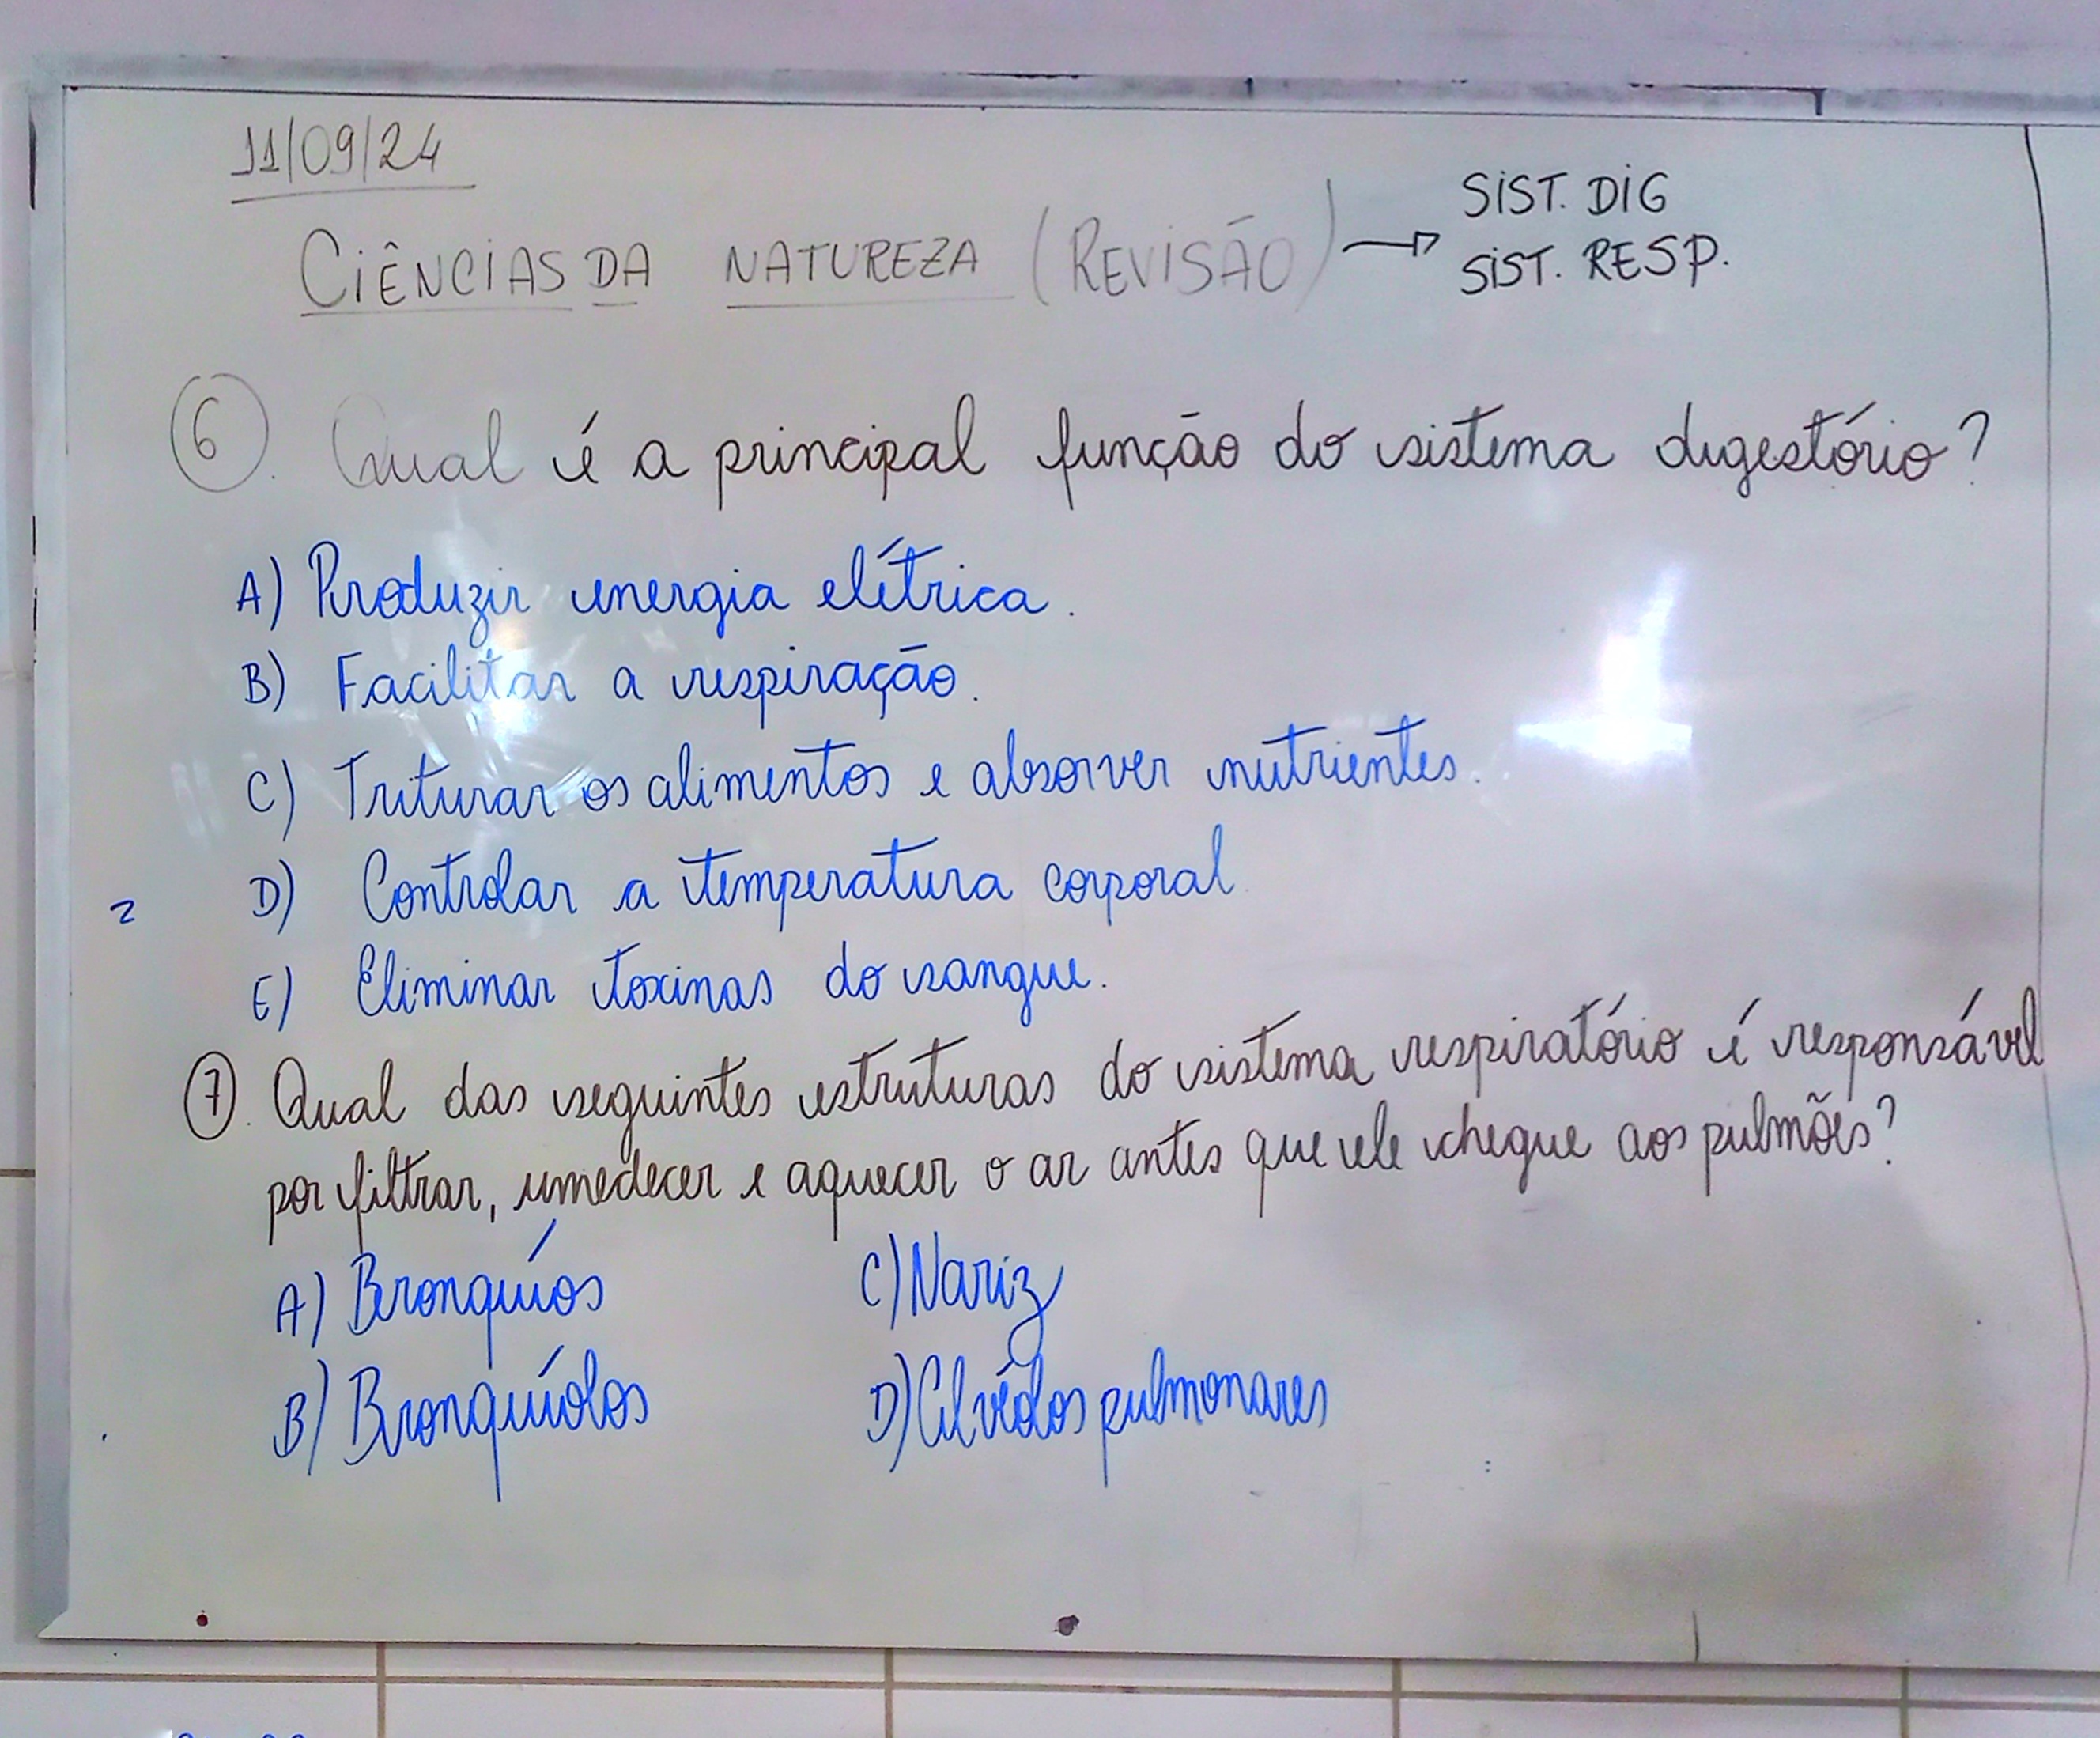 11/09/24
CIÊNCIAS DA NATUREZA (REVISÃO) → SIST. DIG
SIST. RESP.
6. Qual é a principal função do sistema digestório?
A) Produzir energia elétrica.
B) Facilitar a respiração.
C) Triturar os alimentos e absorver nutrientes.
D) Controlar a temperatura corporal.
E) Eliminar toxinas do sangue.
7. Qual das seguintes estruturas do sistema respiratório é responsável
por filtrar, umedecer e aquecer o ar antes que ele chegue aos pulmões?
A) Bronquíos C) Nariz
B) Bronquíolos D) Alvéolos pulmonares